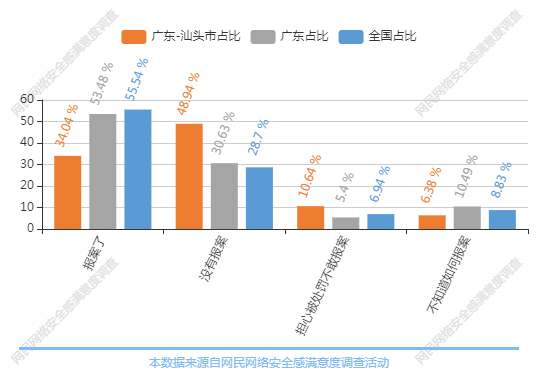 网民网络安全感满意度调查
网民网络安全感满意度调查
广东-汕头市占比 广东占比 全国占比
34.04 % 53.48 % 55.54 % 48.94 % 30.63 % 28.7 % 10.64 % 5.4 % 6.94 % 6.38 % 10.49 % 8.83 %
60
50
40
30
20
10
0
报案了 没有报案 担心被处罚不敢报案 不知道如何报案
网民网络安全感满意度调查
网民网络安全感满意度调查
本数据来源自网民网络安全感满意度调查活动